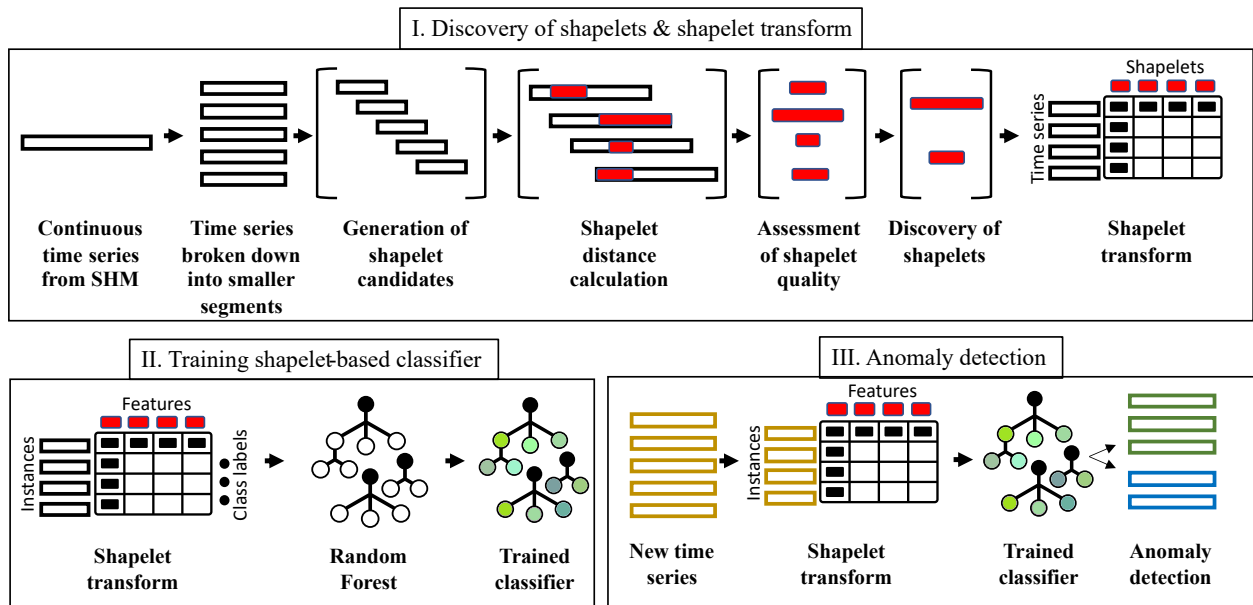 I. Discovery of shapelets & shapelet transform
Shapelets
Time series
Continuous
time series
from SHM
Time series
broken down
into smaller
segments
Generation of
shapelet
candidates
Shapelet
distance
calculation
Assessment
of shapelet
quality
Discovery of
shapelets
Shapelet
transform
II. Training shapelet-based classifier
Features
Instances
Class labels
Shapelet
transform
Random
Forest
Trained
classifier
III. Anomaly detection
Features
Instances
New time
series
Shapelet
transform
Trained
classifier
Anomaly
detection